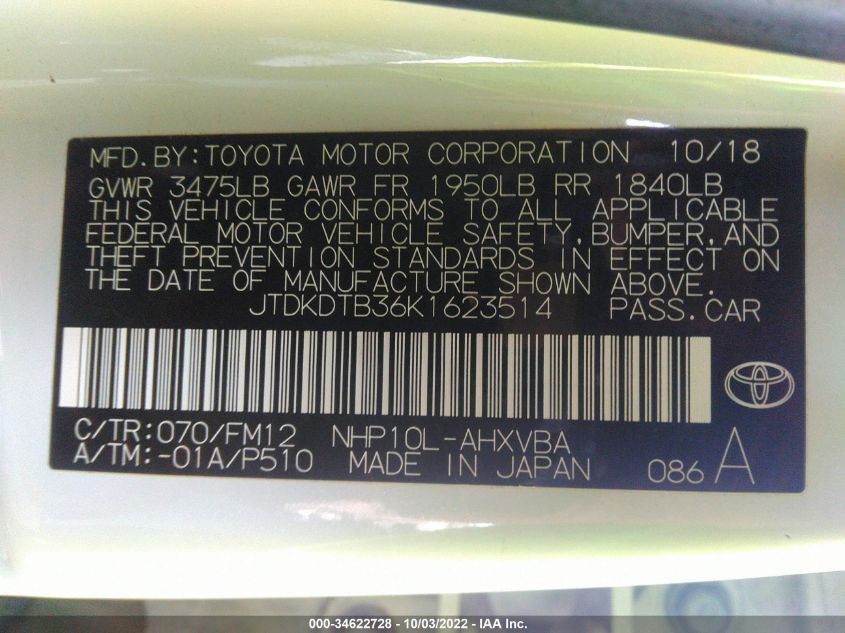 MFD.BY:TOYOTA MOTOR CORPORATION 10/18
GVWR 3475LB GAWR FR 1950LB RR 1840LB
THIS VEHICLE CONFORMS TO ALL APPLICABLE
FEDERAL MOTOR VEHICLE SAFETY,BUMPER,AND
THEFT PREVENTION STANDARDS IN EFFECT ON
THE DATE OF MANUFACTURE SHOWN ABOVE.
JTDKDTB36K1623514 PASS.CAR
C/TR:070/FM12 NHP10L-AHXVBA
A/TM:-01A/P510 MADE IN JAPAN 086 A
000-34622728 - 10/03/2022 - IAA Inc.